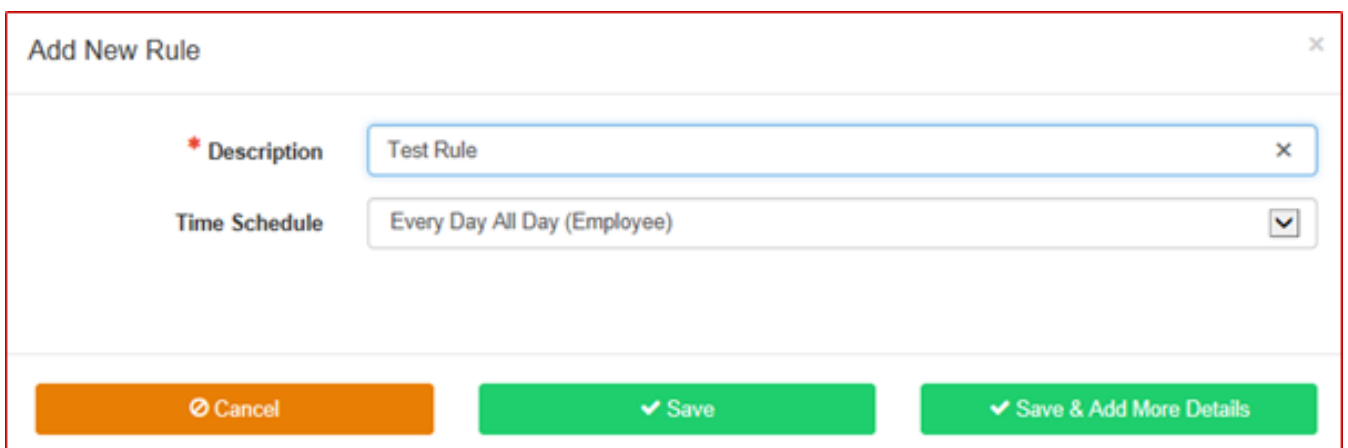 Add New Rule ×
* Description Test Rule ×
Time Schedule Every Day All Day (Employee)
Cancel Save Save & Add More Details